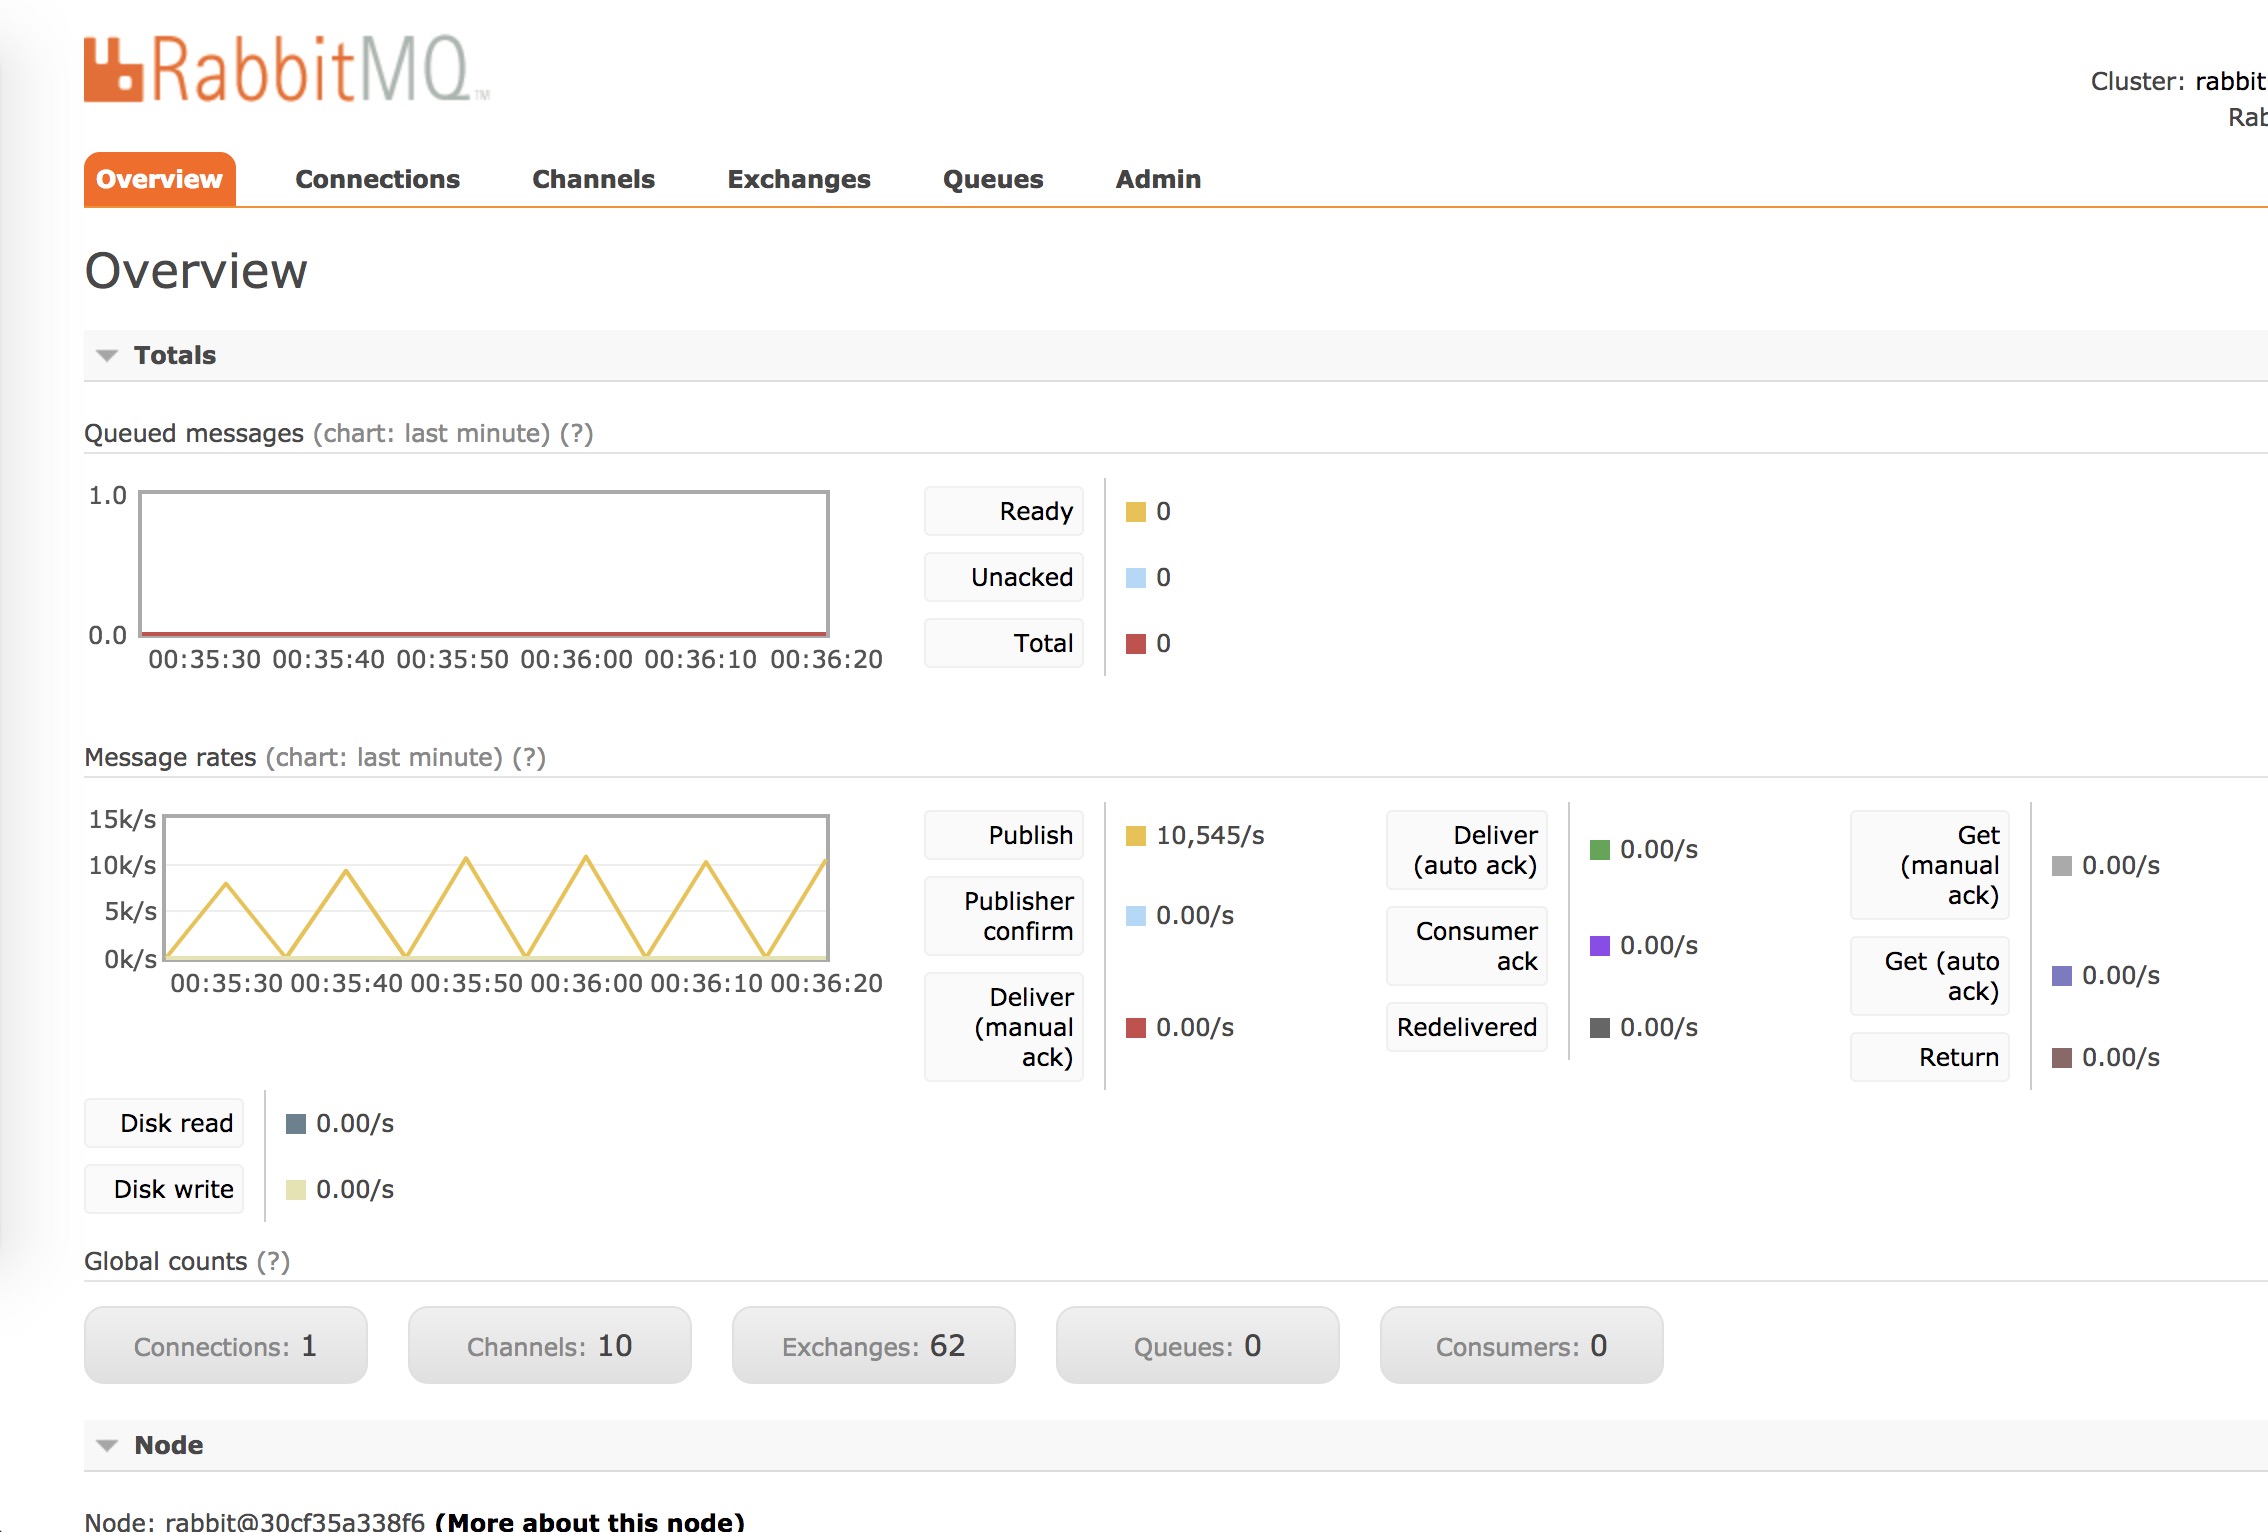 RabbitMQ™
Cluster: rabbit
Rab
Overview Connections Channels Exchanges Queues Admin
Overview
Totals
Queued messages (chart: last minute) (?)
1.0
0.0
00:35:30 00:35:40 00:35:50 00:36:00 00:36:10 00:36:20
Ready 0
Unacked 0
Total 0
Message rates (chart: last minute) (?)
15k/s
10k/s
5k/s
0k/s
00:35:30 00:35:40 00:35:50 00:36:00 00:36:10 00:36:20
Publish 10,545/s
Publisher
confirm 0.00/s
Deliver
(manual
ack) 0.00/s
Deliver
(auto ack) 0.00/s
Consumer
ack 0.00/s
Redelivered 0.00/s
Get
(manual
ack) 0.00/s
Get (auto
ack) 0.00/s
Return 0.00/s
Disk read 0.00/s
Disk write 0.00/s
Global counts (?)
Connections: 1 Channels: 10 Exchanges: 62 Queues: 0 Consumers: 0
Node
Node: rabbit@30cf35a338f6 (More about this node)